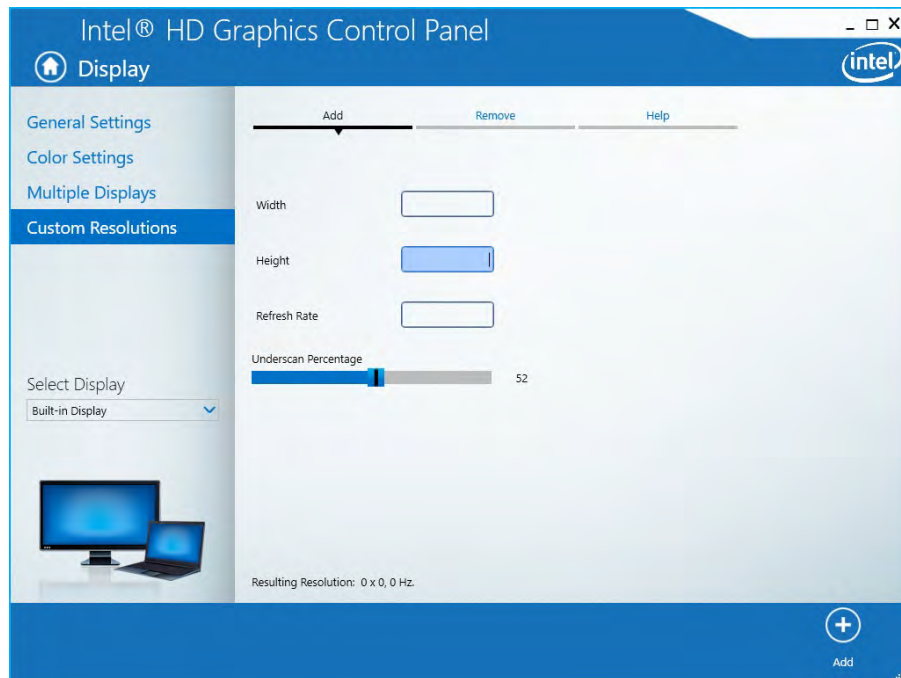 Intel® HD Graphics Control Panel
Display
intel
General Settings
Color Settings
Multiple Displays
Custom Resolutions
Select Display
Built-in Display
Add
Remove
Help
Width
Height
Refresh Rate
Underscan Percentage
52
Resulting Resolution: 0 x 0, 0 Hz.
Add